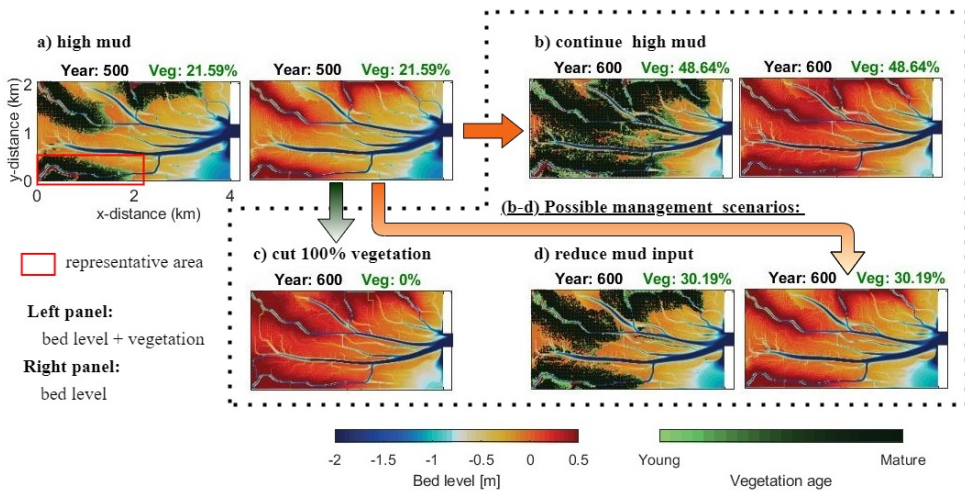 a) high mud
Year: 500 Veg: 21.59% Year: 500 Veg: 21.59%
y-distance (km)
2
1
0
0 2 4
x-distance (km)
b) continue high mud
Year: 600 Veg: 48.64% Year: 600 Veg: 48.64%
(b-d) Possible management scenarios:
c) cut 100% vegetation
Year: 600 Veg: 0%
d) reduce mud input
Year: 600 Veg: 30.19% Year: 600 Veg: 30.19%
representative area
Left panel:
bed level + vegetation
Right panel:
bed level
-2 -1.5 -1 -0.5 0 0.5
Bed level [m]
Young Mature
Vegetation age